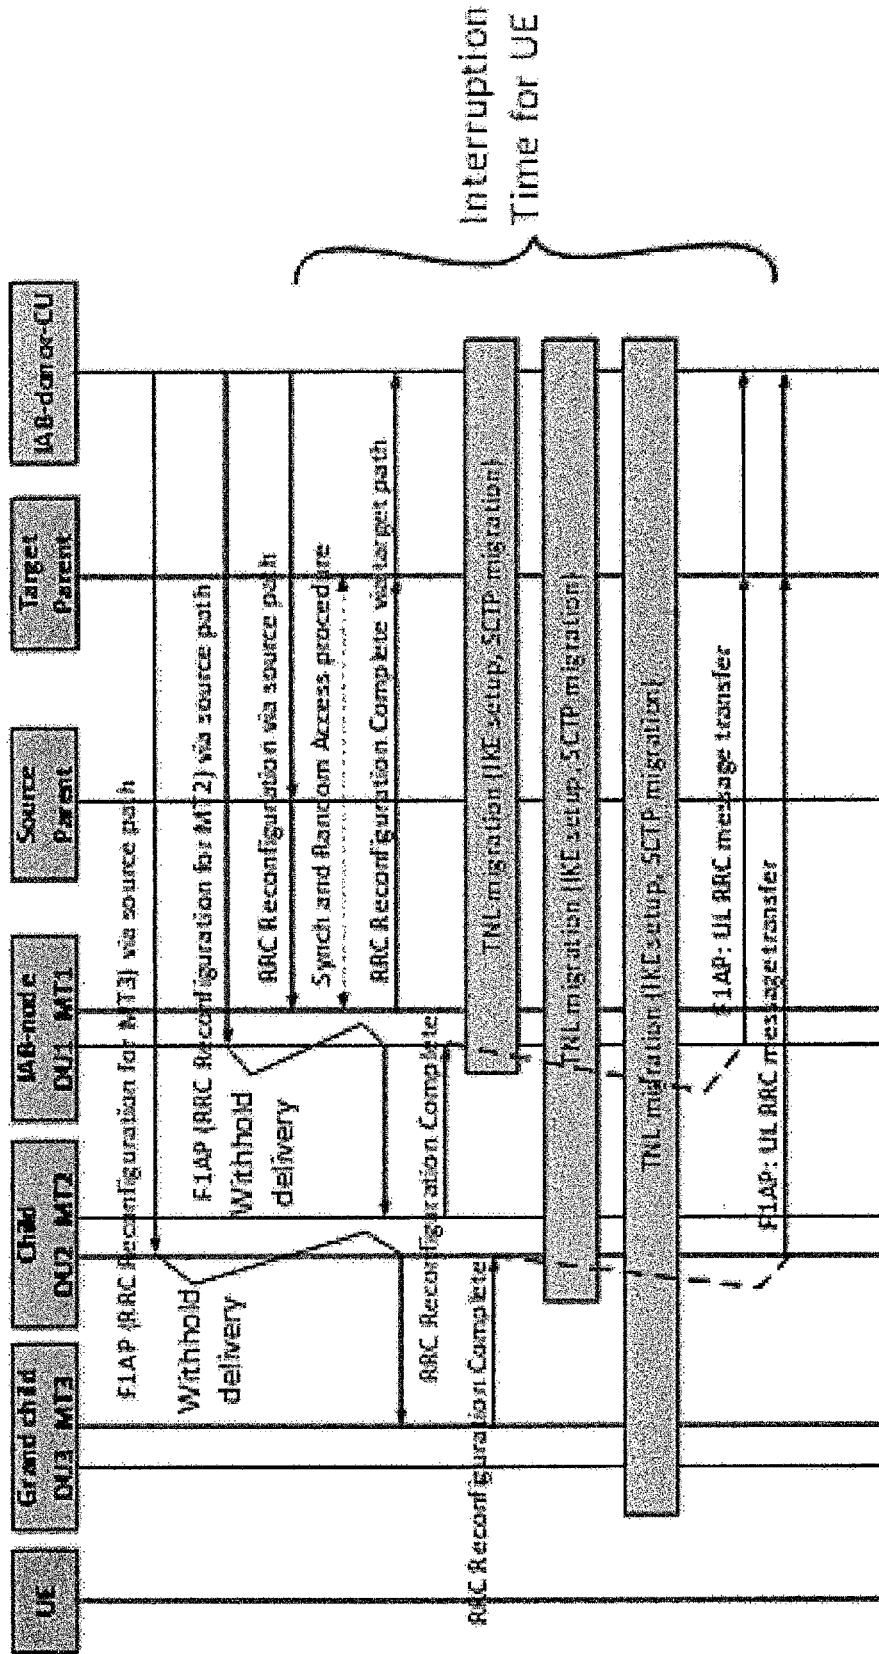 UE
Grand child
DU3 MT3
Child
DU2 MT2
IAB-node
DU1 MT1
Source
Parent
Target
Parent
IAB-donor-CU
F1AP (RRC Reconfiguration for MT3) via source path
Withhold
delivery
F1AP (RRC Reconfiguration for MT2) via source path
Withhold
delivery
RRC Reconfiguration via source path
Synch and Random Access procedure
RRC Reconfiguration Complete via target path
RRC Reconfiguration Complete
RRC Reconfiguration Complete
TNL migration (IKE setup, SCTP migration)
TNL migration (IKE setup, SCTP migration)
TNL migration (IKE setup, SCTP migration)
F1AP: UL RRC message transfer
F1AP: UL RRC message transfer
Interruption
Time for UE